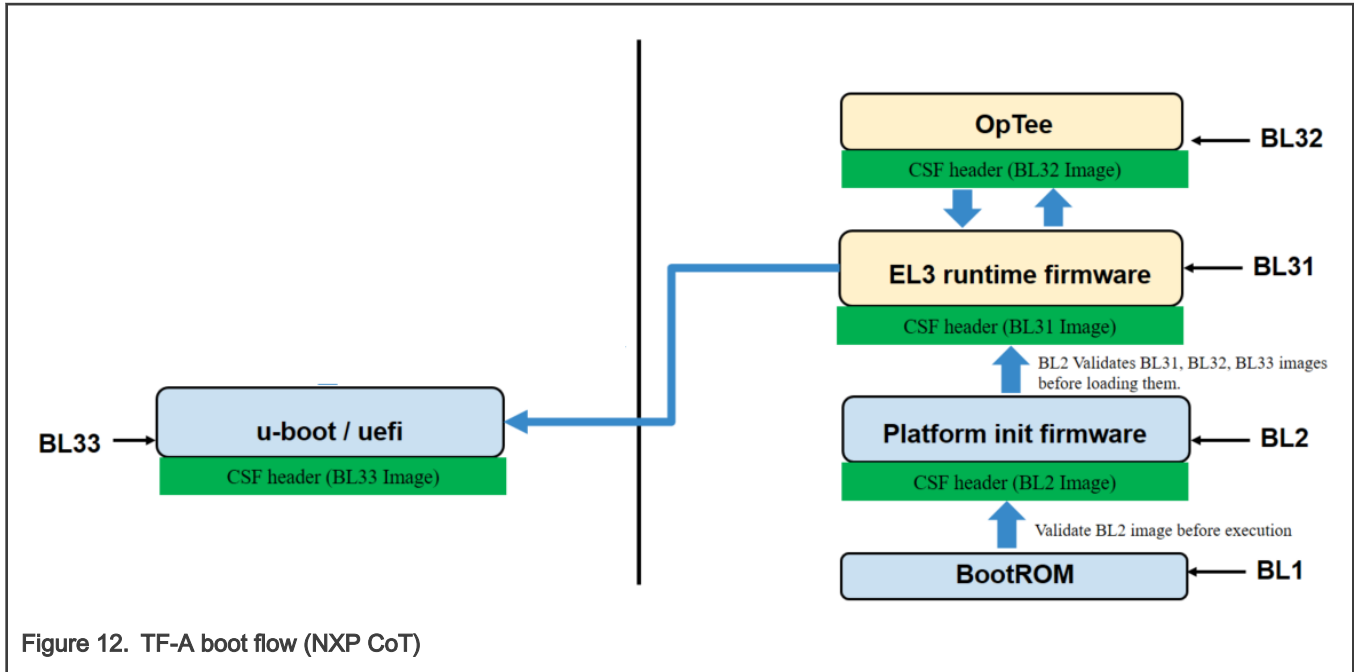 OpTee
BL32
CSF header (BL32 Image)
EL3 runtime firmware
BL31
CSF header (BL31 Image)
BL2 Validates BL31, BL32, BL33 images
before loading them.
u-boot / uefi
BL33
CSF header (BL33 Image)
Platform init firmware
BL2
CSF header (BL2 Image)
Validate BL2 image before execution
BootROM
BL1
Figure 12. TF-A boot flow (NXP CoT)